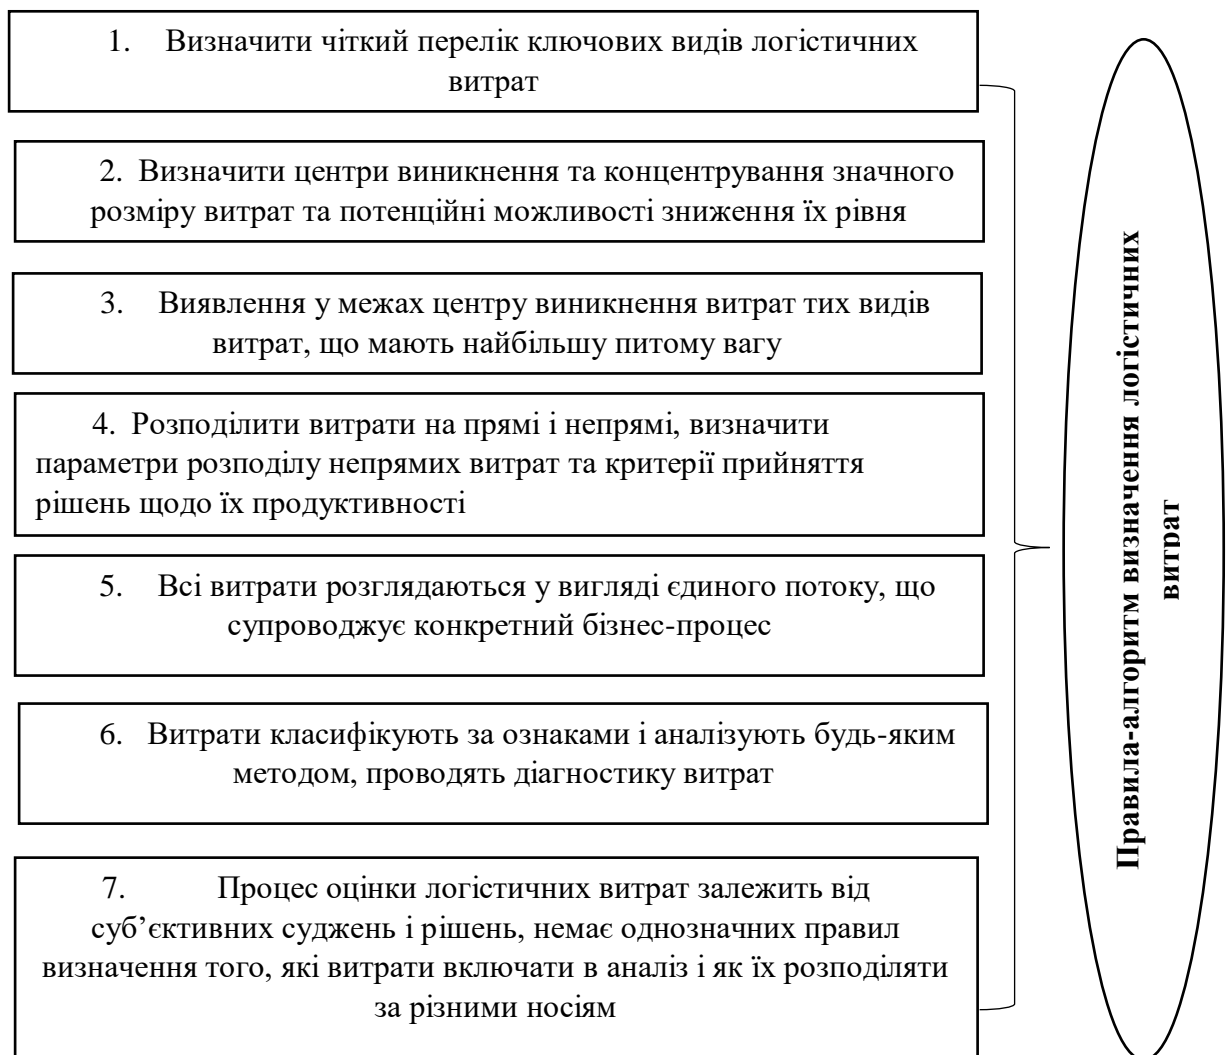 1. Визначити чіткий перелік ключових видів логістичних
витрат
2. Визначити центри виникнення та концентрування значного
розміру витрат та потенційні можливості зниження їх рівня
3. Виявлення у межах центру виникнення витрат тих видів
витрат, що мають найбільшу питому вагу
4. Розподілити витрати на прямі і непрямі, визначити
параметри розподілу непрямих витрат та критерії прийняття
рішень щодо їх продуктивності
5. Всі витрати розглядаються у вигляді єдиного потоку, що
супроводжує конкретний бізнес-процес
6. Витрати класифікують за ознаками і аналізують будь-яким
методом, проводять діагностику витрат
7. Процес оцінки логістичних витрат залежить від
суб’єктивних суджень і рішень, немає однозначних правил
визначення того, які витрати включати в аналіз і як їх розподіляти
за різними носіям
Правила-алгоритм визначення логістичних
витрат